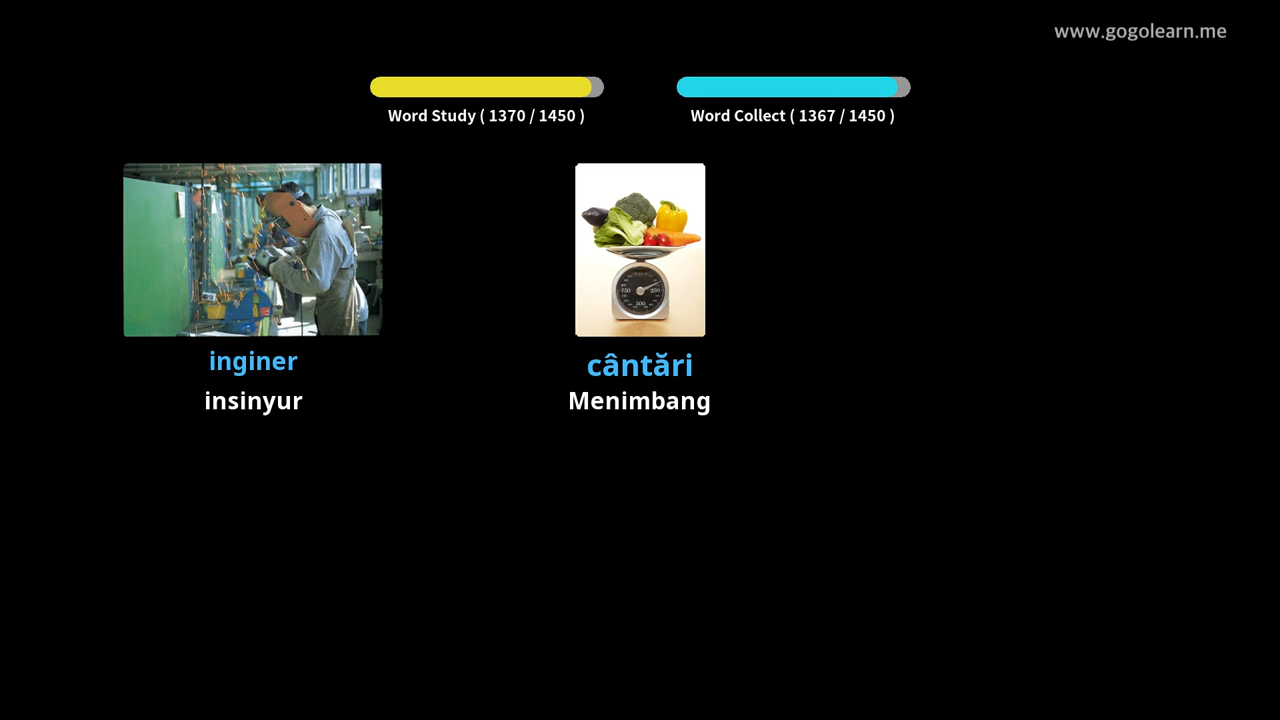 www.gogolearn.me
Word Study ( 1370 / 1450 )
Word Collect ( 1367 / 1450 )
inginer
insinyur
cântări
Menimbang